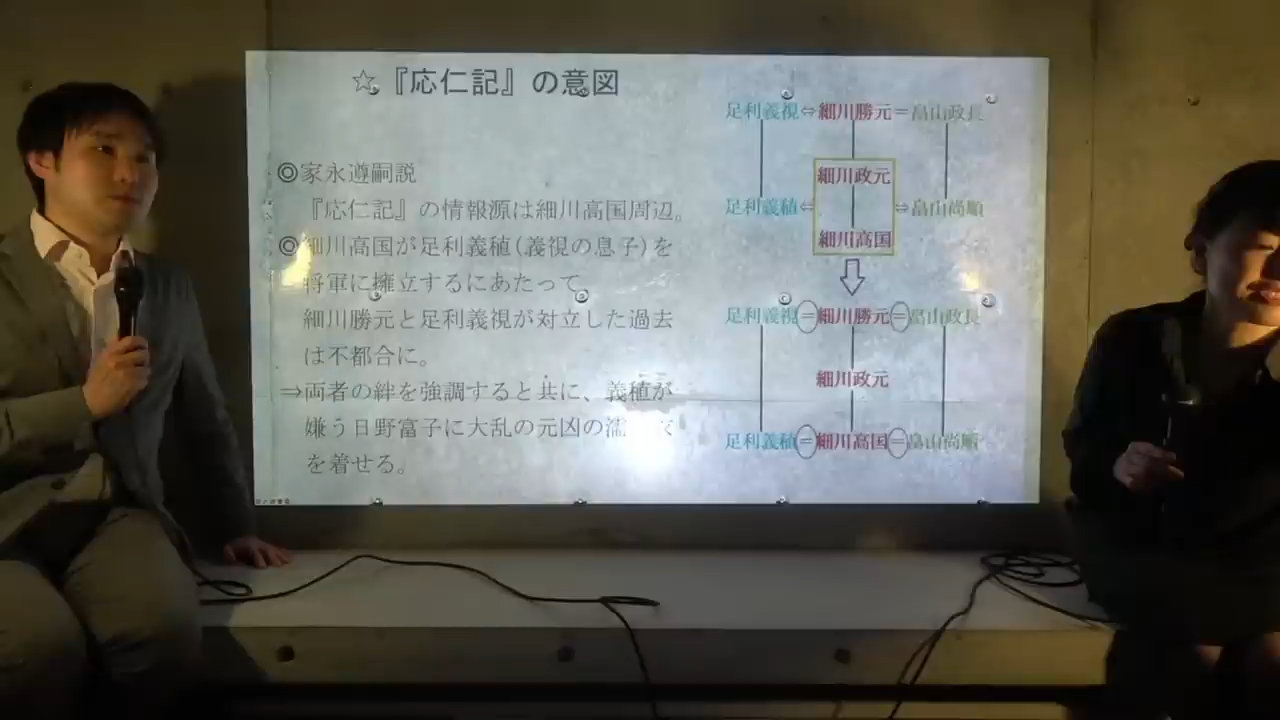 ☆『応仁記』の意図
◎家永遵嗣説
『応仁記』の情報源は細川高国周辺。
◎細川高国が足利義稙(義視の息子)を
将軍に擁立するにあたって、
細川勝元と足利義視が対立した過去
は不都合に。
⇒両者の絆を強調すると共に、義稙が
嫌う日野富子に大乱の元凶の濡
を着せる。
足利義視⇔細川勝元＝畠山政長
細川政元
足利義稙⇔ ⇔畠山尚順
細川高国
足利義視＝細川勝元＝畠山政長
細川政元
足利義稙＝細川高国＝畠山尚順